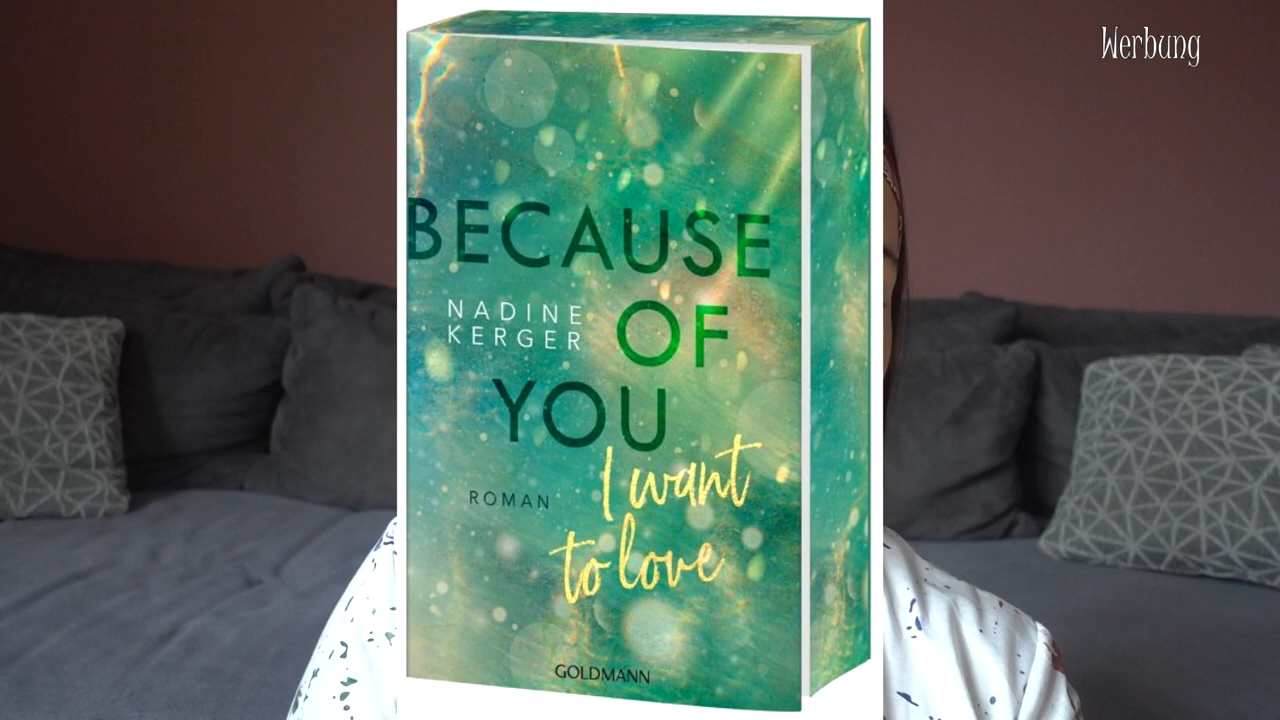 Werbung
BECAUSE
NADINE
KERGER
OF
YOU
I want
ROMAN
to love
GOLDMANN